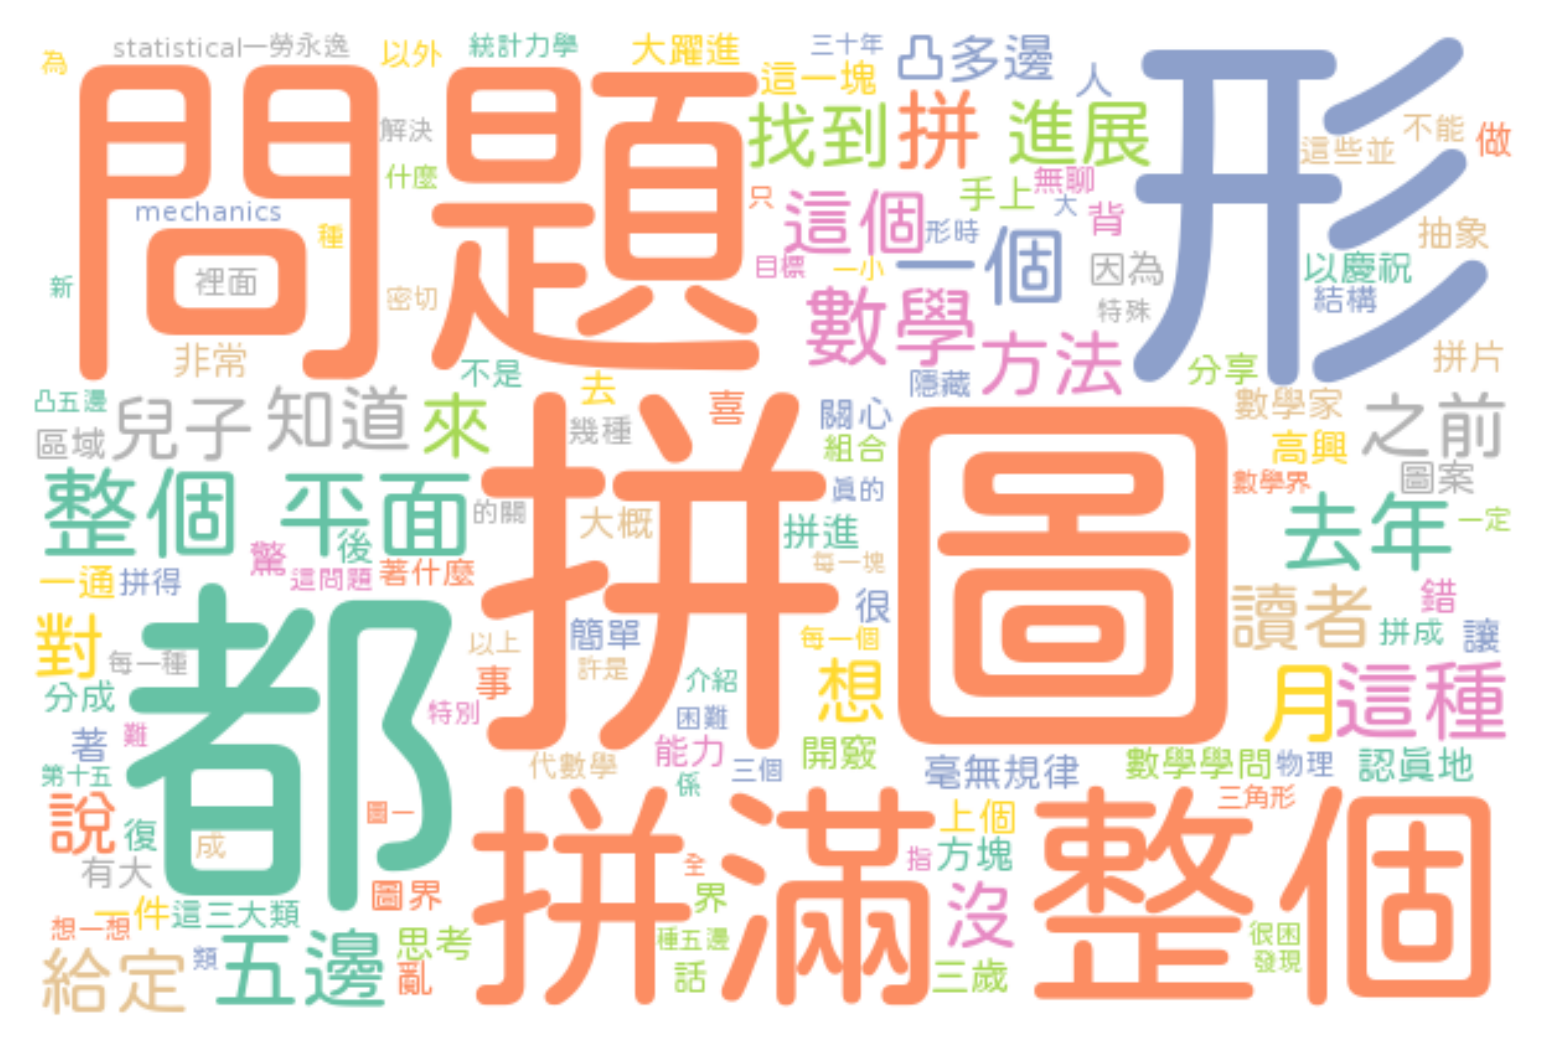 為
statistical一勞永逸
以外
統計力學
大躍進
三十年
凸多邊
形
問題
這一塊
人
解決
找到
拼
進展
不能
做
這些並
什麼
無聊
手上
只
大
背
mechanics
種
這個
形時
抽象
一個
目標
一小
因為
以慶祝
新
裡面
密切
數學
特殊
結構
非常
不是
去
方法
分享
拼片
隱藏
凸五邊
兒子
知道
來
拼
幾種
喜
關心
圖
數學家
之前
區域
組合
高興
圖案
整個
平面
的關
真的
數學界
大概
拼進
去年
一定
驚
後
這問題
著什麼
每一塊
一通
拼得
都
很
讀者
錯
對
每一種
以上
簡單
每一個
拼成
讓
許是
事
介紹
想
月
這種
分成
特別
困難
著
難
能力
開竅
第十五
代數學
三個
係
毫無規律
數學學問
物理
認真地
說
復
圖一
拼滿
上個
三角形
整個
成
全
指
方塊
有大
圖界
界
沒
想一想
一件
這三大類
種五邊
很困
給定
類
五邊
思考
亂
話
三歲
發現